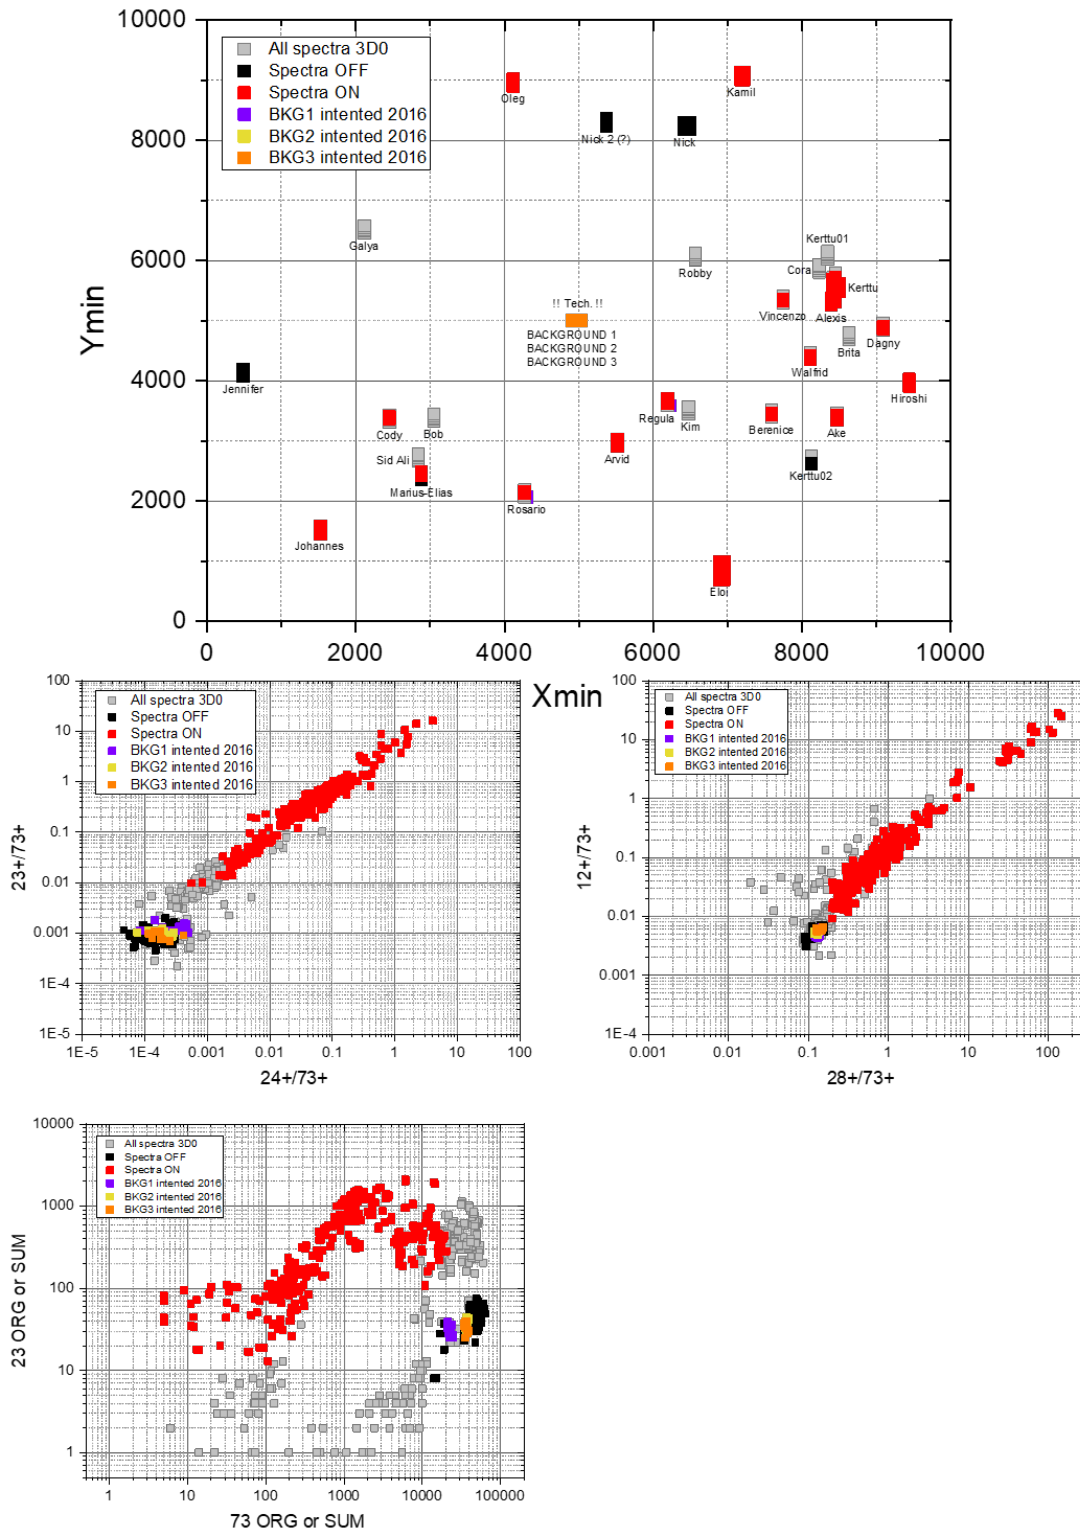 10000
8000
6000
4000
2000
0
Ymin
All spectra 3D0
Spectra OFF
Spectra ON
BKG1 intented 2016
BKG2 intented 2016
BKG3 intented 2016
Oleg
Kamil
Nick 2 (?)
Nick
Galya
Robby
Kerttu01
Cora
Kerttu
Vincenzo
Alexis
!! Tech. !!
BACKGROUND 1
BACKGROUND 2
BACKGROUND 3
Dagny
Brita
Walfrid
Jennifer
Hiroshi
Regula
Kim
Berenice
Ake
Cody
Bob
Arvid
Sid Ali
Kerttu02
Marius-Elias
Rosario
Johannes
Eloi
0 2000 4000 6000 8000 10000
Xmin
100
10
1
0.1
0.01
0.001
1E-4
1E-5
23+/73+
All spectra 3D0
Spectra OFF
Spectra ON
BKG1 intented 2016
BKG2 intented 2016
BKG3 intented 2016
1E-5 1E-4 0.001 0.01 0.1 1 10 100
24+/73+
100
10
1
0.1
0.01
0.001
1E-4
12+/73+
All spectra 3D0
Spectra OFF
Spectra ON
BKG1 intented 2016
BKG2 intented 2016
BKG3 intented 2016
0.001 0.01 0.1 1 10 100
28+/73+
10000
1000
100
10
1
23 ORG or SUM
All spectra 3D0
Spectra OFF
Spectra ON
BKG1 intented 2016
BKG2 intented 2016
BKG3 intented 2016
1 10 100 1000 10000 100000
73 ORG or SUM